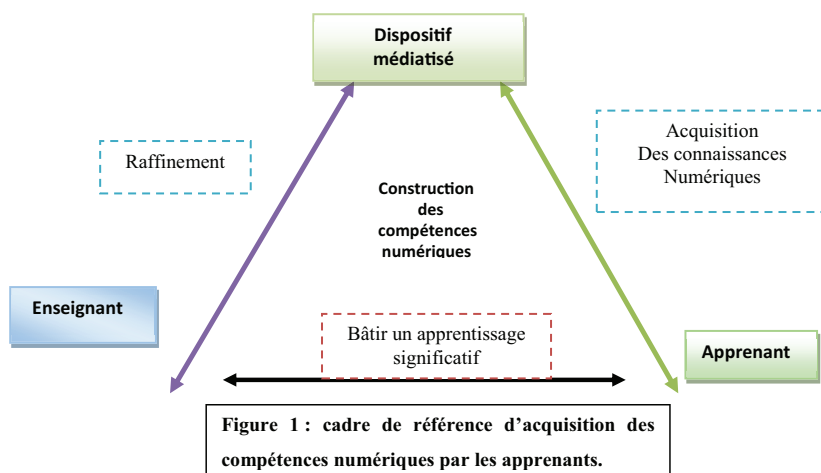 Dispositif
médiatisé
Raffinement
Acquisition
Des connaissances
Numériques
Construction
des
compétences
numériques
Enseignant
Bâtir un apprentissage
significatif
Apprenant
Figure 1 : cadre de référence d’acquisition des
compétences numériques par les apprenants.